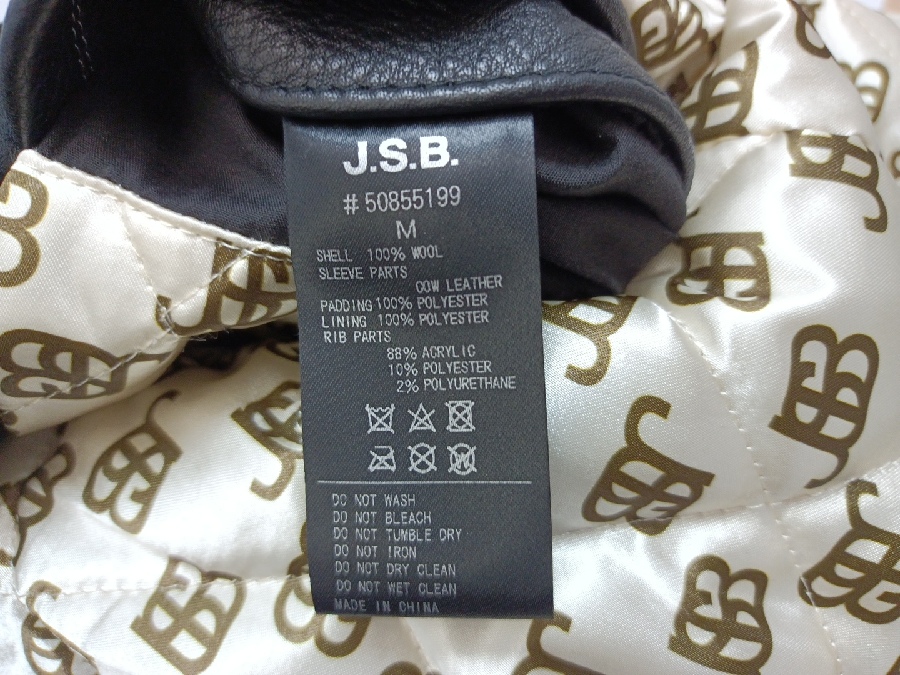 J.S.B.
#50855199
M
SHELL 100% WOOL
SLEEVE PARTS
COW LEATHER
PADDING 100% POLYESTER
LINING 100% POLYESTER
RIB PARTS
88% ACRYLIC
10% POLYESTER
2% POLYURETHANE
DO NOT WASH
DO NOT BLEACH
DO NOT TUMBLE DRY
DO NOT IRON
DO NOT DRY CLEAN
DO NOT WET CLEAN
MADE IN CHINA